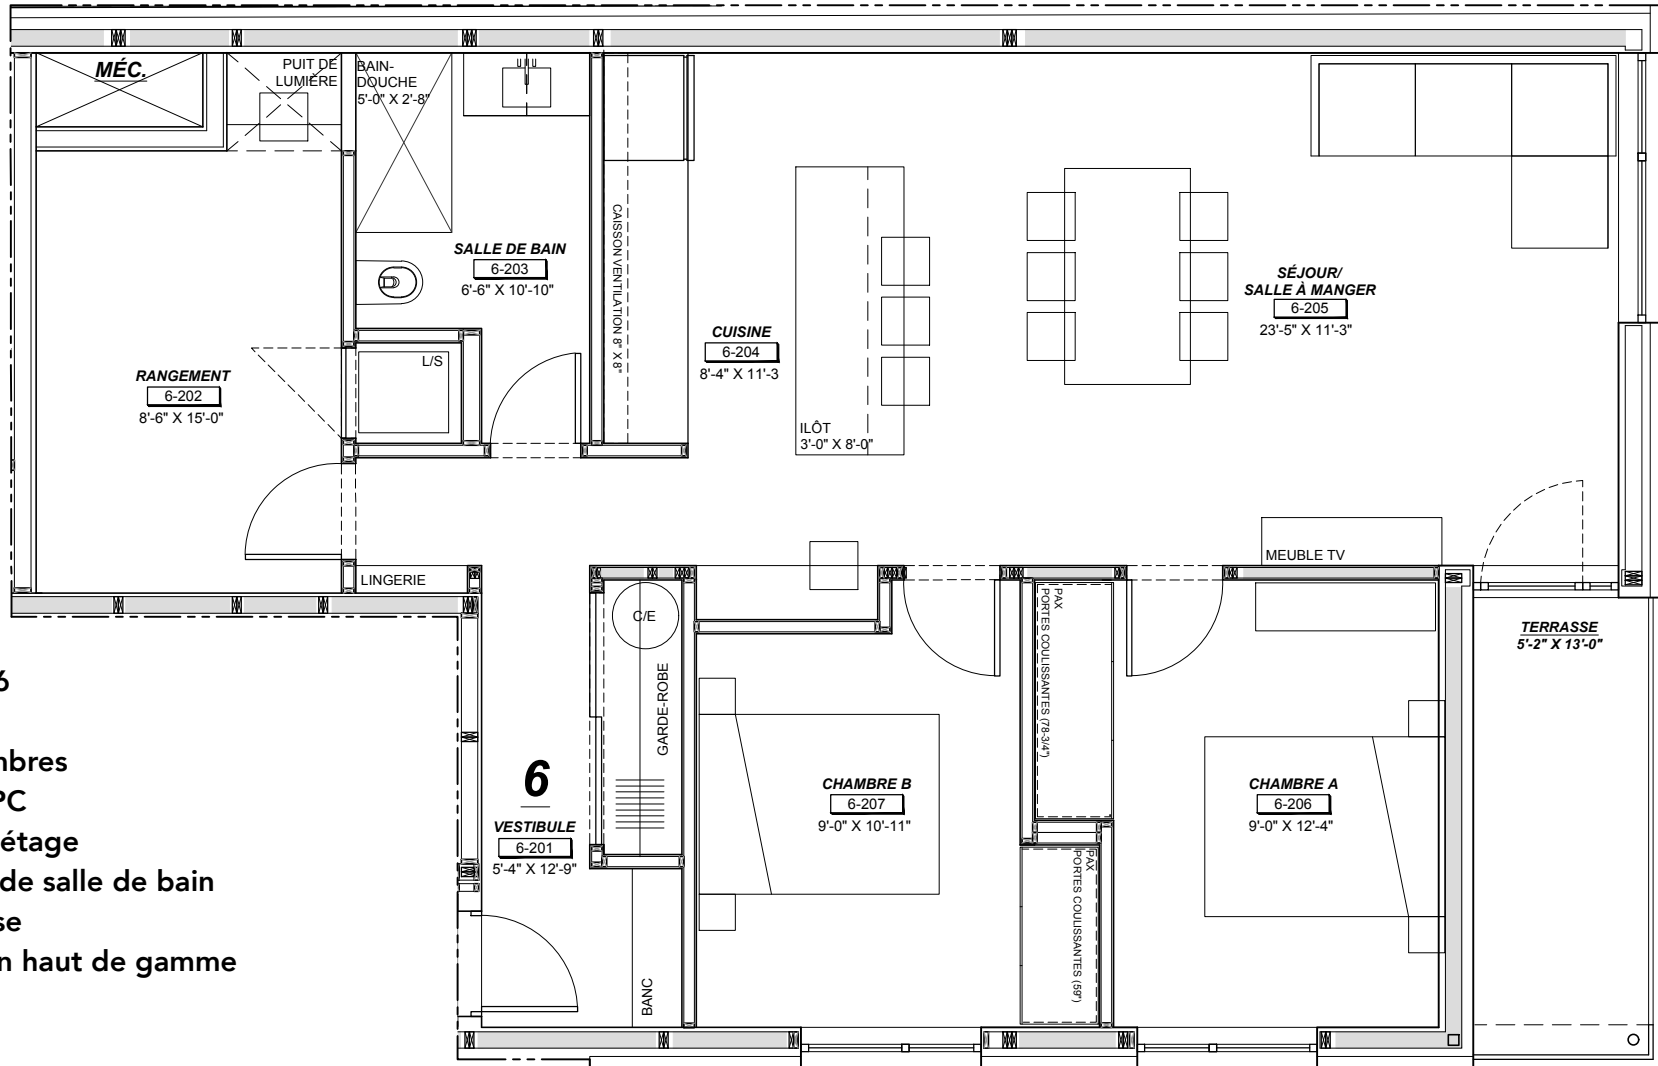 MÉC.
PUIT DE
LUMIÈRE
BAIN-
DOUCHE
5'-0" X 2'-8"
SALLE DE BAIN
6-203
6'-6" X 10'-10"
CAISSON VENTILATION 8" X 8"
CUISINE
6-204
8'-4" X 11'-3
ILÔT
3'-0" X 8'-0"
SÉJOUR/
SALLE À MANGER
6-205
23'-5" X 11'-3"
RANGEMENT
6-202
8'-6" X 15'-0"
L/S
LINGERIE
MEUBLE TV
C/E
GARDE-ROBE
PAX
PORTES COULISSANTES (78-3/4")
TERRASSE
5'-2" X 13'-0"
6
VESTIBULE
6-201
5'-4" X 12'-9"
BANC
CHAMBRE B
6-207
9'-0" X 10'-11"
PAX
PORTES COULISSANTES (59")
CHAMBRE A
6-206
9'-0" X 12'-4"
6
mbres
PC
étage
de salle de bain
se
n haut de gamme